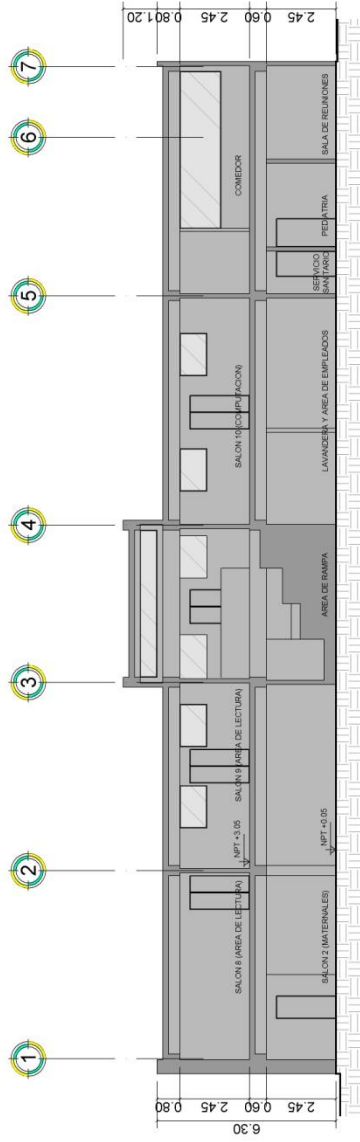 1
2
3
4
5
6
7
SALON 8 (AREA DE LECTURA)
NPT +3.05
SALON 9 (AREA DE LECTURA)
SALON 10 (COMPUTACION)
COMEDOR
SALON 2 (MATERNALES)
NPT +0.05
AREA DE RAMPA
LAVANDERA Y AREA DE EMPLEADOS
SERVICIO
SANITARIO
PEDIATRIA
SALA DE REUNIONES
0.80
2.45
0.60
2.45
6.30
1.20
0.80
2.45
0.60
2.45